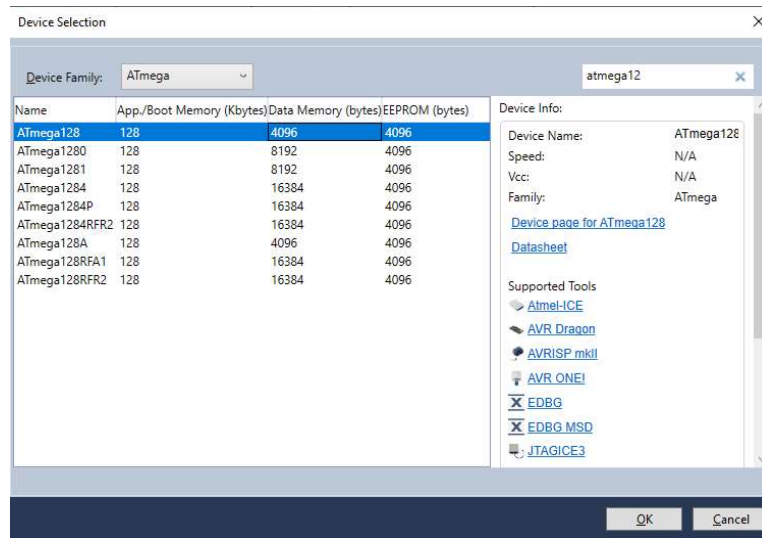 Device Selection
Device Family: ATmega atmega12
Name App./Boot Memory (Kbytes) Data Memory (bytes) EEPROM (bytes)
ATmega128 128 4096 4096
ATmega1280 128 8192 4096
ATmega1281 128 8192 4096
ATmega1284 128 16384 4096
ATmega1284P 128 16384 4096
ATmega1284RFR2 128 16384 4096
ATmega128A 128 4096 4096
ATmega128RFA1 128 16384 4096
ATmega128RFR2 128 16384 4096
Device Info:
Device Name: ATmega128
Speed: N/A
Vcc: N/A
Family: ATmega
Device page for ATmega128
Datasheet
Supported Tools
Atmel-ICE
AVR Dragon
AVRISP mkII
AVR ONE!
EDBG
EDBG MSD
JTAGICE3
OK Cancel